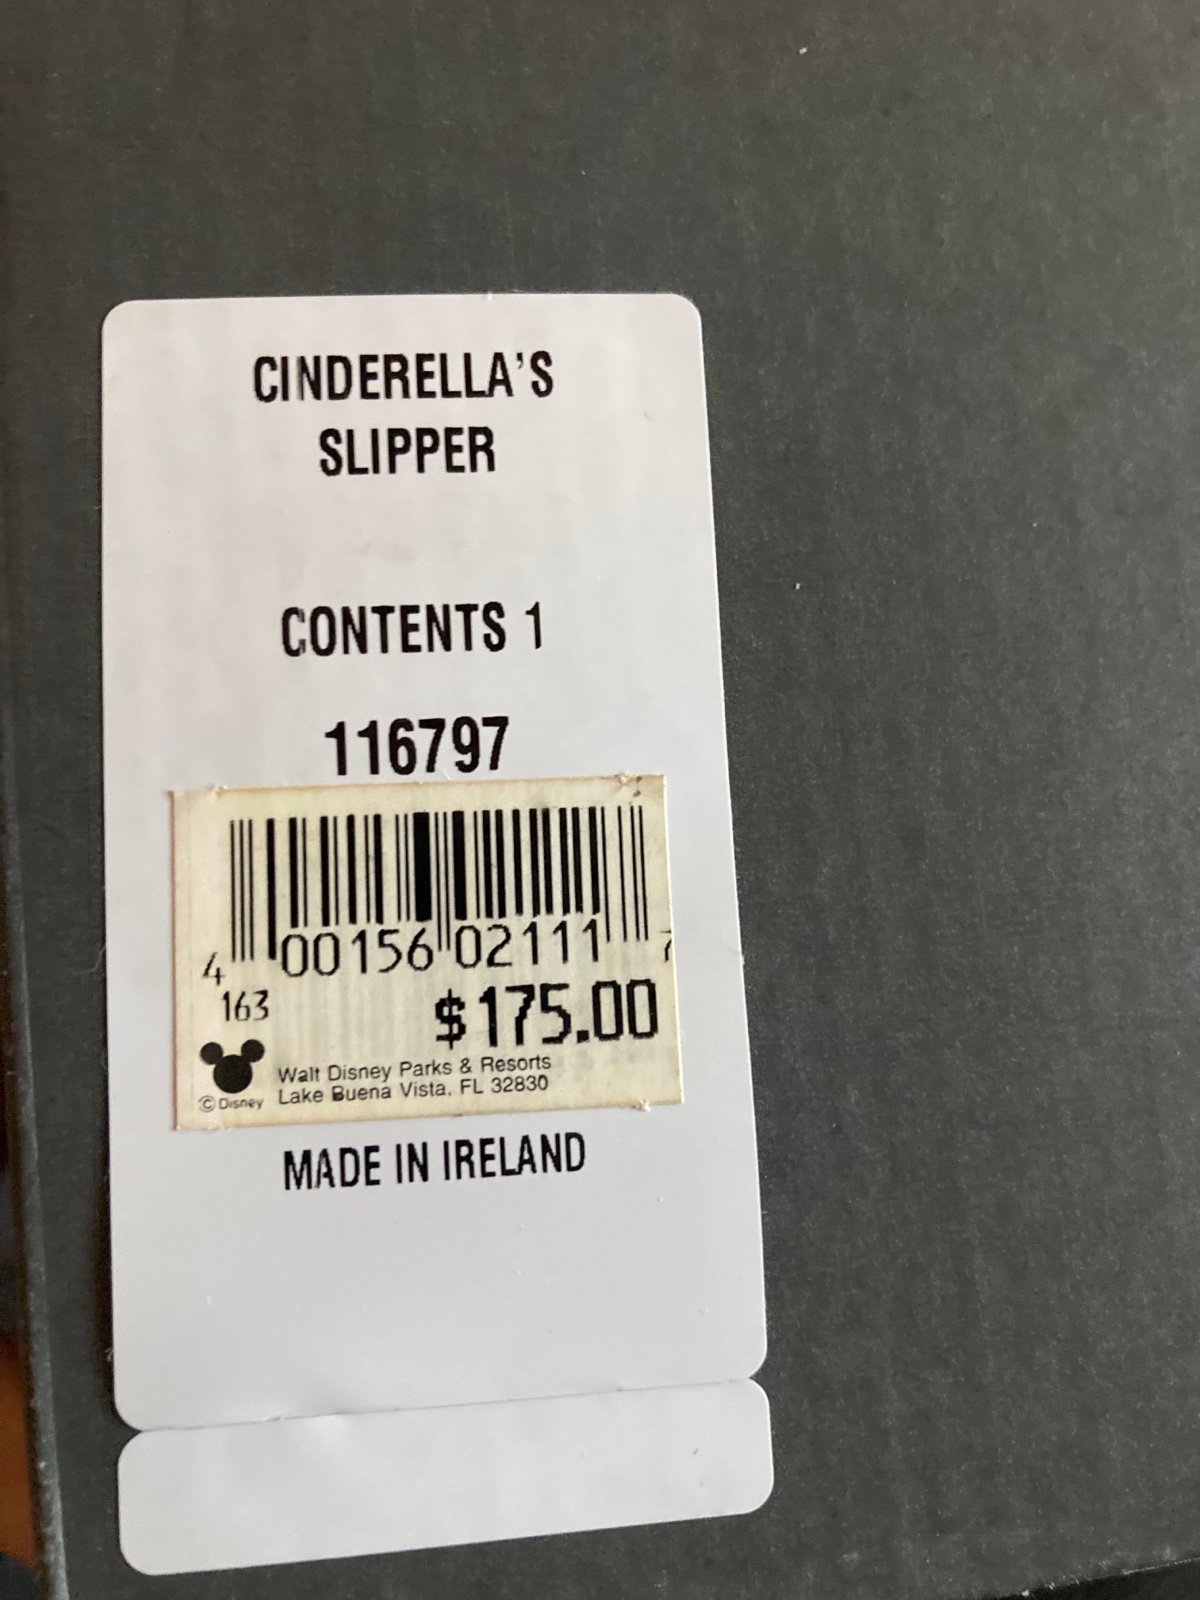 CINDERELLA'S
SLIPPER
CONTENTS 1
116797
4 00156 02111 7
163 $175.00
Walt Disney Parks & Resorts
© Disney Lake Buena Vista, FL 32830
MADE IN IRELAND